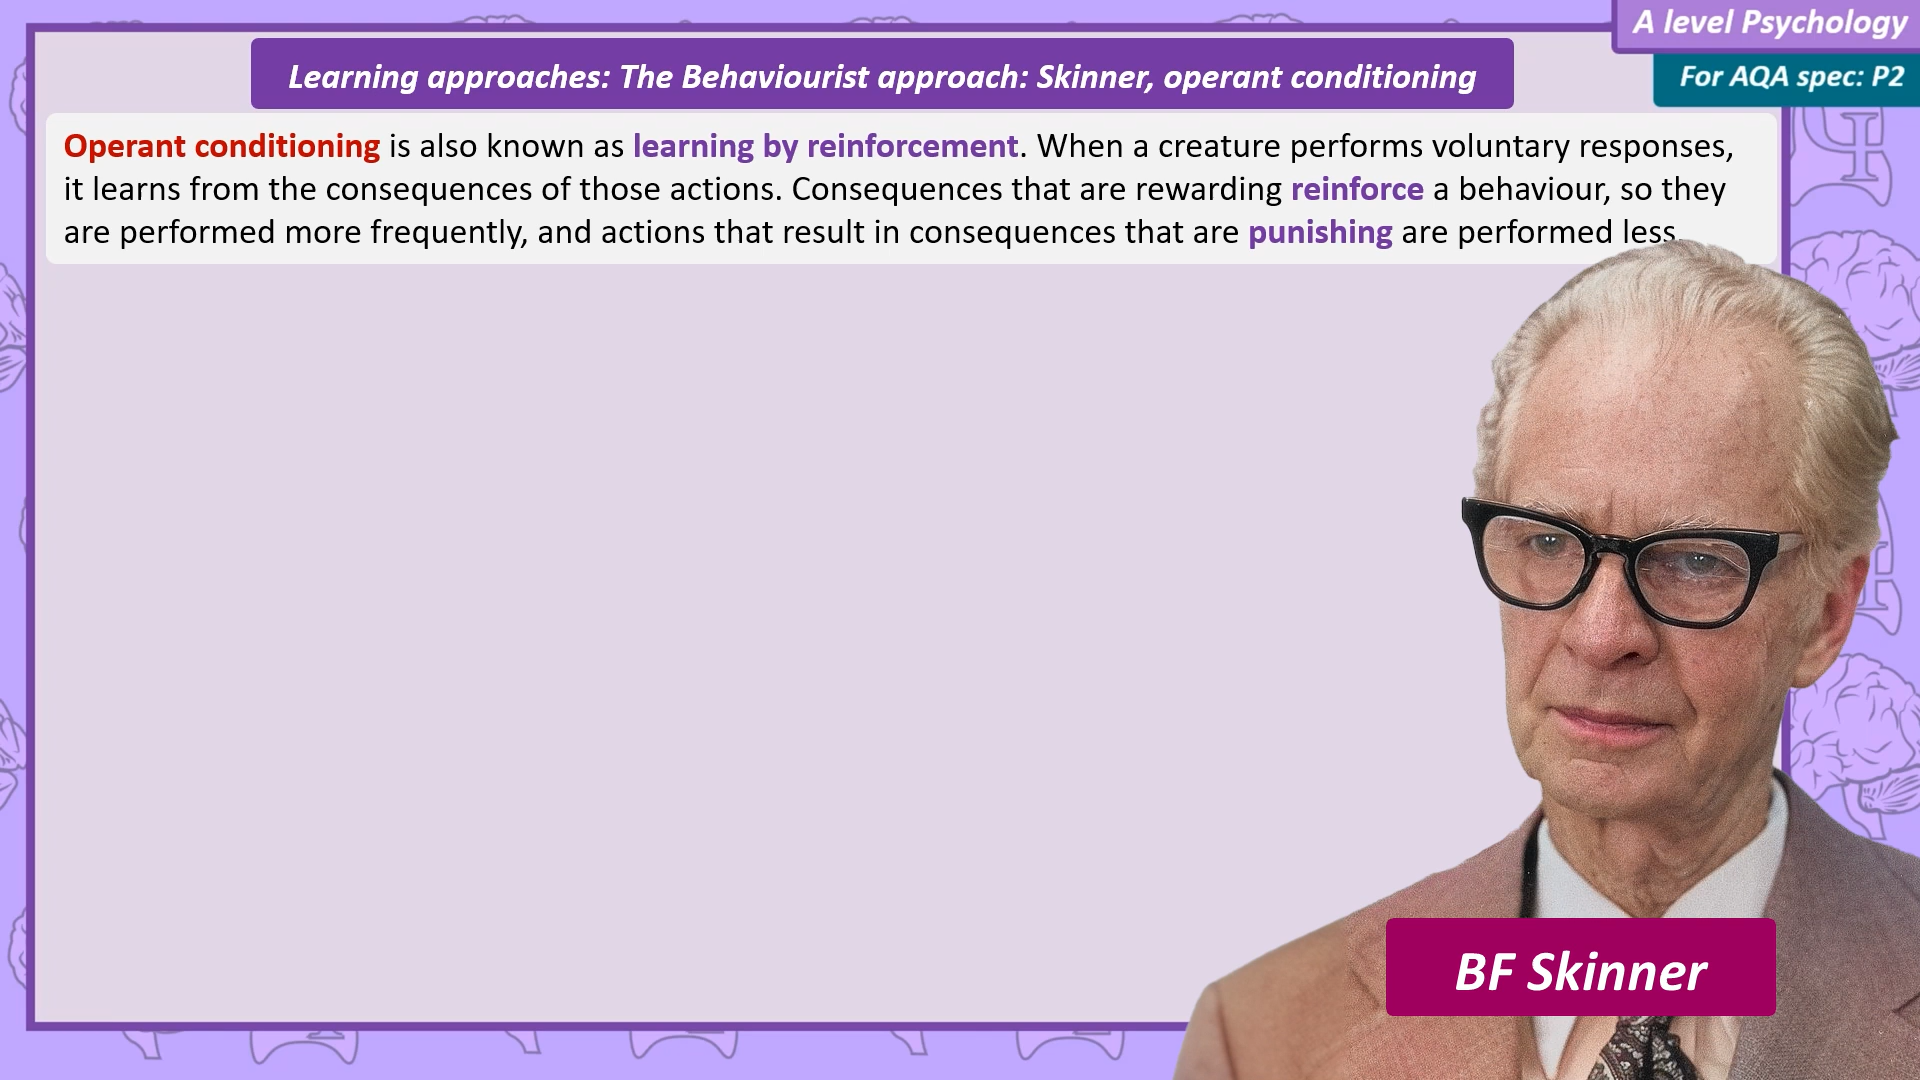 A level Psychology
For AQA spec: P2
Learning approaches: The Behaviourist approach: Skinner, operant conditioning
Operant conditioning is also known as learning by reinforcement. When a creature performs voluntary responses,
it learns from the consequences of those actions. Consequences that are rewarding reinforce a behaviour, so they
are performed more frequently, and actions that result in consequences that are punishing are performed less.
BF Skinner